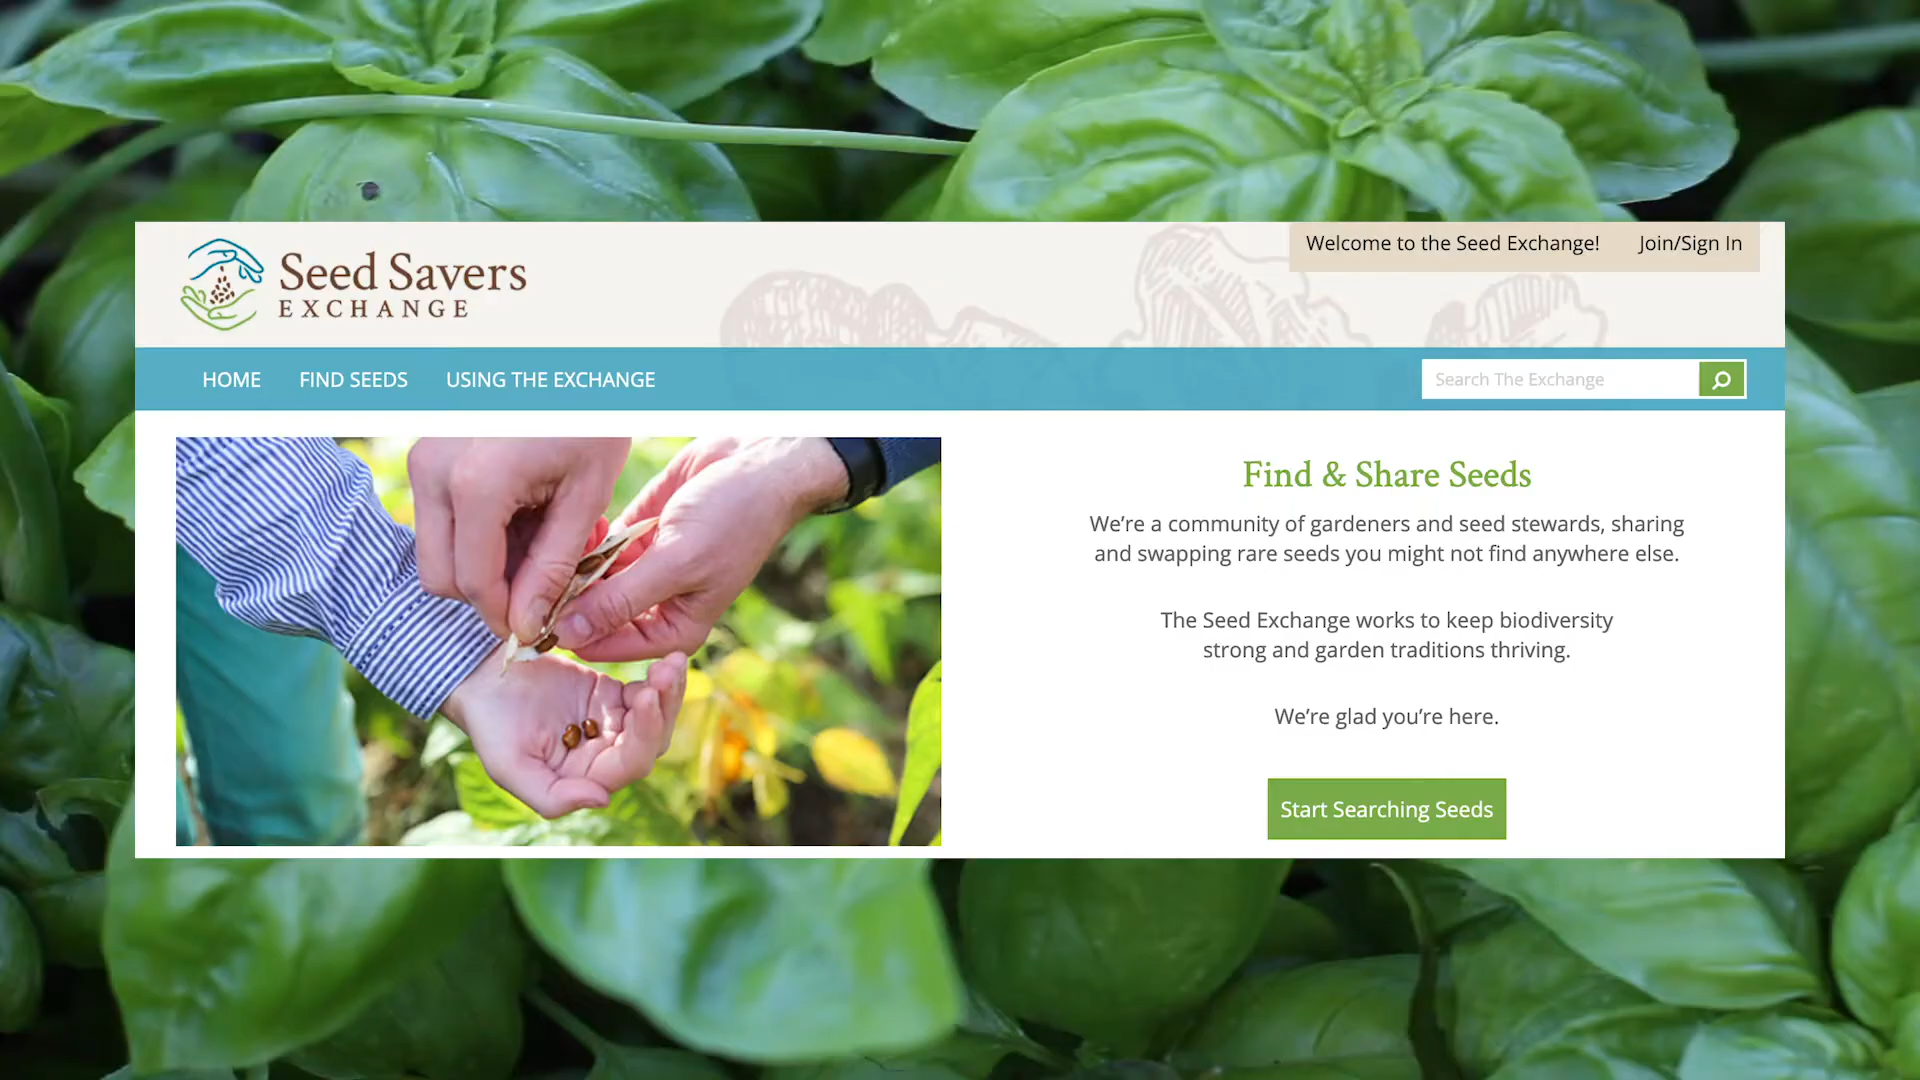 Welcome to the Seed Exchange! Join/Sign In
Seed Savers
EXCHANGE
HOME FIND SEEDS USING THE EXCHANGE
Search The Exchange
Find & Share Seeds
We’re a community of gardeners and seed stewards, sharing
and swapping rare seeds you might not find anywhere else.
The Seed Exchange works to keep biodiversity
strong and garden traditions thriving.
We’re glad you’re here.
Start Searching Seeds